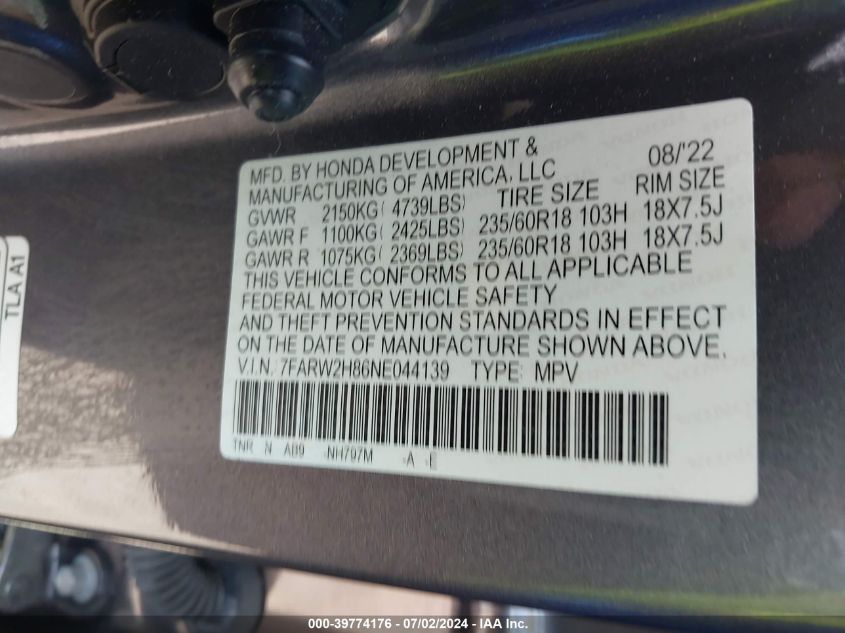 MFD. BY HONDA DEVELOPMENT & 08/'22
MANUFACTURING OF AMERICA, LLC
TIRE SIZE RIM SIZE
GVWR 2150KG( 4739LBS)
GAWR F 1100KG( 2425LBS) 235/60R18 103H 18X7.5J
GAWR R 1075KG( 2369LBS) 235/60R18 103H 18X7.5J
THIS VEHICLE CONFORMS TO ALL APPLICABLE
FEDERAL MOTOR VEHICLE SAFETY
AND THEFT PREVENTION STANDARDS IN EFFECT
ON THE DATE OF MANUFACTURE SHOWN ABOVE.
V.I.N.: 7FARW2H86NE044139 TYPE: MPV
TNR N AB9 NH797M A E
TLA A1
000-39774176 - 07/02/2024 - IAA Inc.